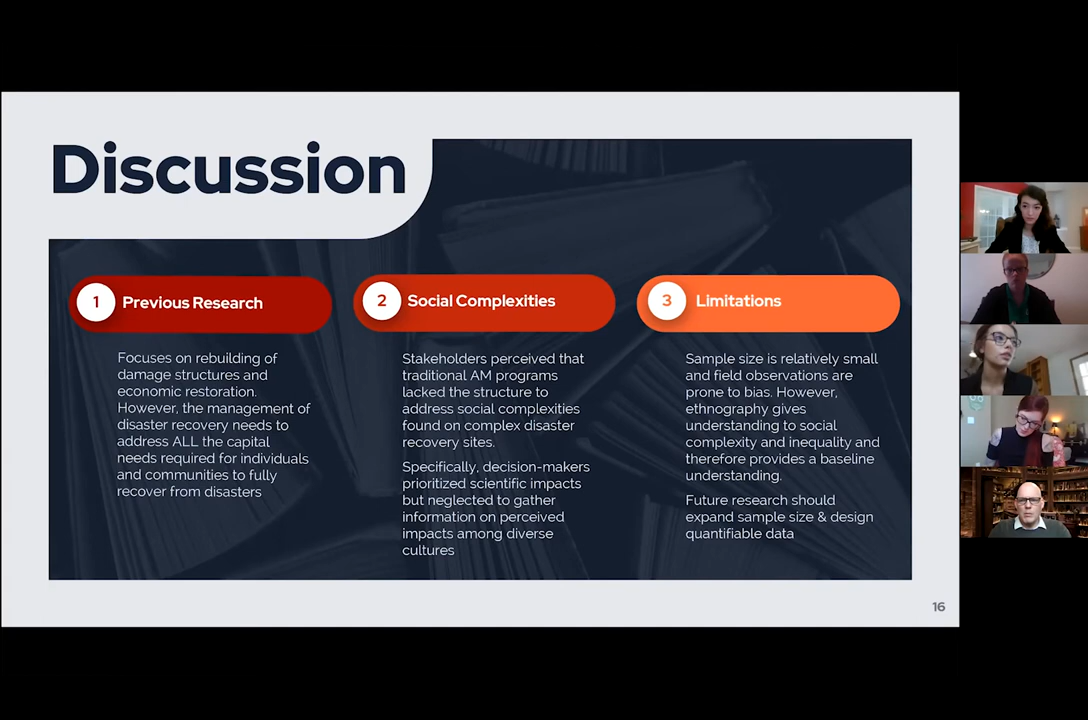 Discussion
1 Previous Research
Focuses on rebuilding of
damage structures and
economic restoration.
However, the management of
disaster recovery needs to
address ALL the capital
needs required for individuals
and communities to fully
recover from disasters
2 Social Complexities
Stakeholders perceived that
traditional AM programs
lacked the structure to
address social complexities
found on complex disaster
recovery sites.
Specifically, decision-makers
prioritized scientific impacts
but neglected to gather
information on perceived
impacts among diverse
cultures
3 Limitations
Sample size is relatively small
and field observations are
prone to bias. However,
ethnography gives
understanding to social
complexity and inequality and
therefore provides a baseline
understanding.
Future research should
expand sample size & design
quantifiable data
16